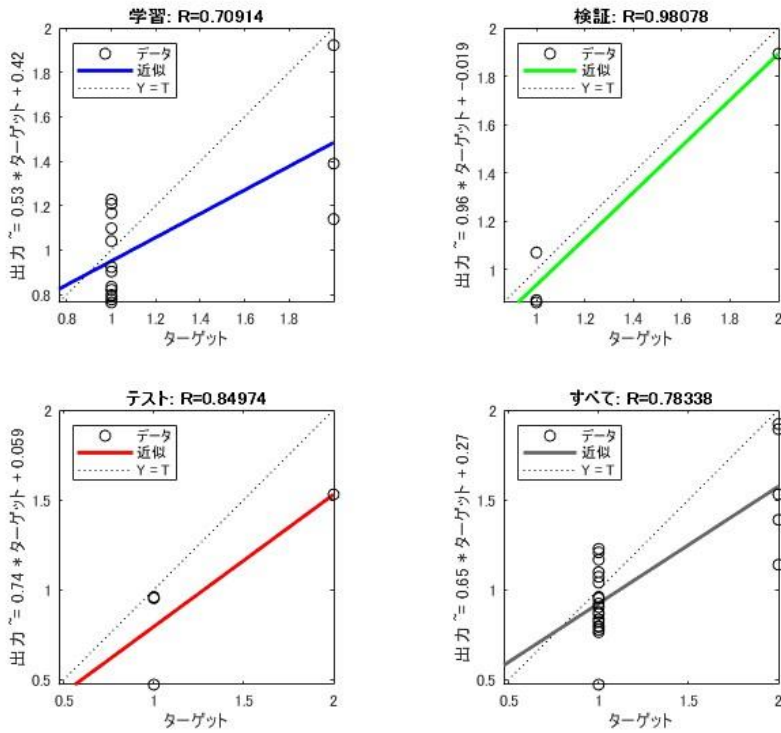 学習: R=0.70914
データ
近似
Y = T
出力 ~= 0.53 * ターゲット + 0.42
2
1.8
1.6
1.4
1.2
1
0.8
0.8
1
1.2
1.4
1.6
1.8
ターゲット
検証: R=0.98078
データ
近似
Y = T
出力 ~= 0.96 * ターゲット + -0.019
2
1.8
1.6
1.4
1.2
1
1
1.2
1.4
1.6
1.8
2
ターゲット
テスト: R=0.84974
データ
近似
Y = T
出力 ~= 0.74 * ターゲット + 0.059
2
1.5
1
0.5
0.5
1
1.5
2
ターゲット
すべて: R=0.78338
データ
近似
Y = T
出力 ~= 0.65 * ターゲット + 0.27
2
1.5
1
0.5
0.5
1
1.5
2
ターゲット